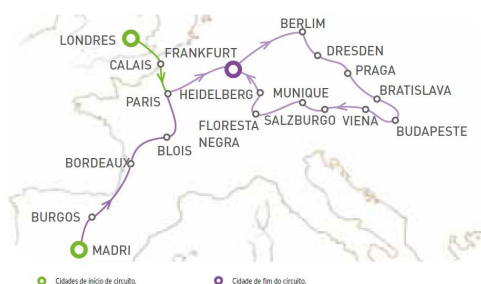 BERLIM
LONDRES
FRANKFURT
CALAIS
DRESDEN
PRAGA
PARIS
HEIDELBERG
MUNIQUE
BRATISLAVA
FLORESTA
NEGRA
SALZBURGO
VIENA
BUDAPESTE
BLOIS
BORDEAUX
BURGOS
MADRI
Cidades de início de circuito.
Cidade de fim do circuito.